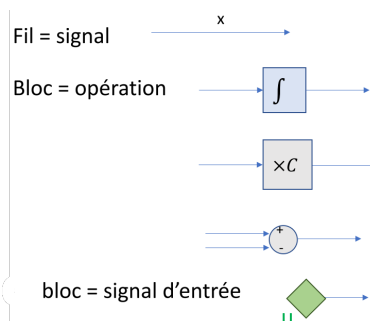 x
Fil = signal
Bloc = opération
∫
×C
+
-
bloc = signal d’entrée